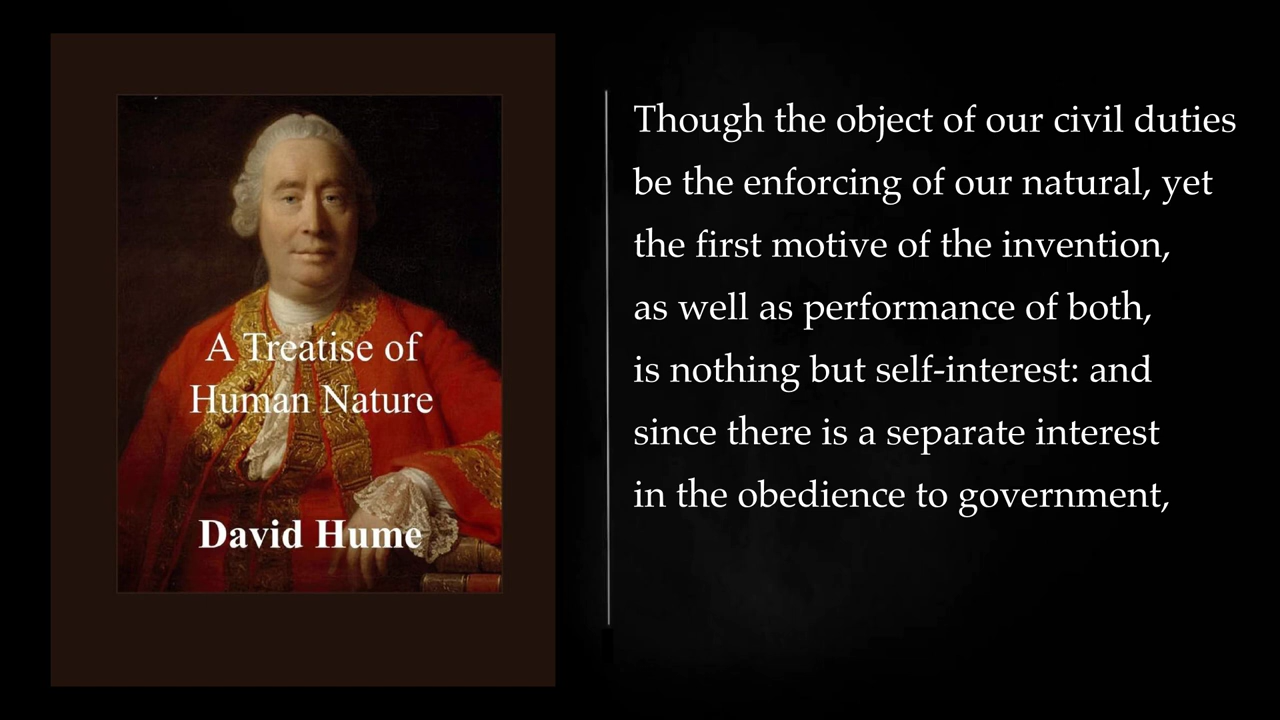 A Treatise of
Human Nature
David Hume
Though the object of our civil duties
be the enforcing of our natural, yet
the first motive of the invention,
as well as performance of both,
is nothing but self-interest: and
since there is a separate interest
in the obedience to government,